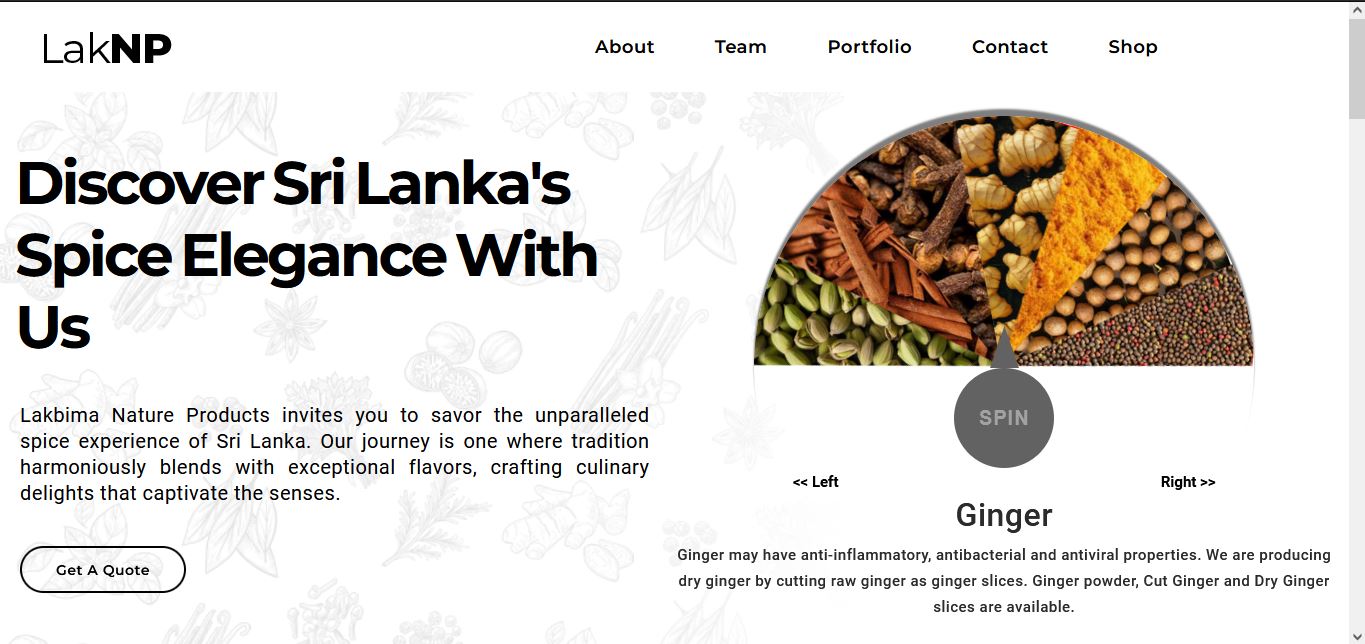 LakNP
About Team Portfolio Contact Shop
Discover Sri Lanka's
Spice Elegance With
Us
Lakbima Nature Products invites you to savor the unparalleled
spice experience of Sri Lanka. Our journey is one where tradition
harmoniously blends with exceptional flavors, crafting culinary
delights that captivate the senses.
Get A Quote
SPIN
<< Left
Right >>
Ginger
Ginger may have anti-inflammatory, antibacterial and antiviral properties. We are producing
dry ginger by cutting raw ginger as ginger slices. Ginger powder, Cut Ginger and Dry Ginger
slices are available.